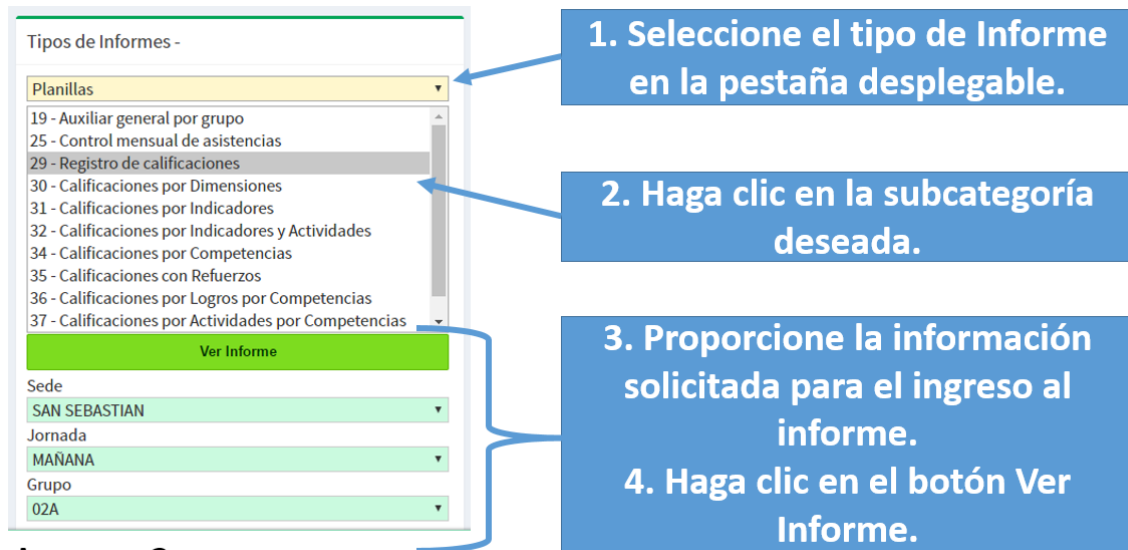 Tipos de Informes -
Planillas
19 - Auxiliar general por grupo
25 - Control mensual de asistencias
29 - Registro de calificaciones
30 - Calificaciones por Dimensiones
31 - Calificaciones por Indicadores
32 - Calificaciones por Indicadores y Actividades
34 - Calificaciones por Competencias
35 - Calificaciones con Refuerzos
36 - Calificaciones por Logros por Competencias
37 - Calificaciones por Actividades por Competencias
Ver Informe
Sede
SAN SEBASTIAN
Jornada
MAÑANA
Grupo
02A
1. Seleccione el tipo de Informe
en la pestaña desplegable.
2. Haga clic en la subcategoría
deseada.
3. Proporcione la información
solicitada para el ingreso al
informe.
4. Haga clic en el botón Ver
Informe.